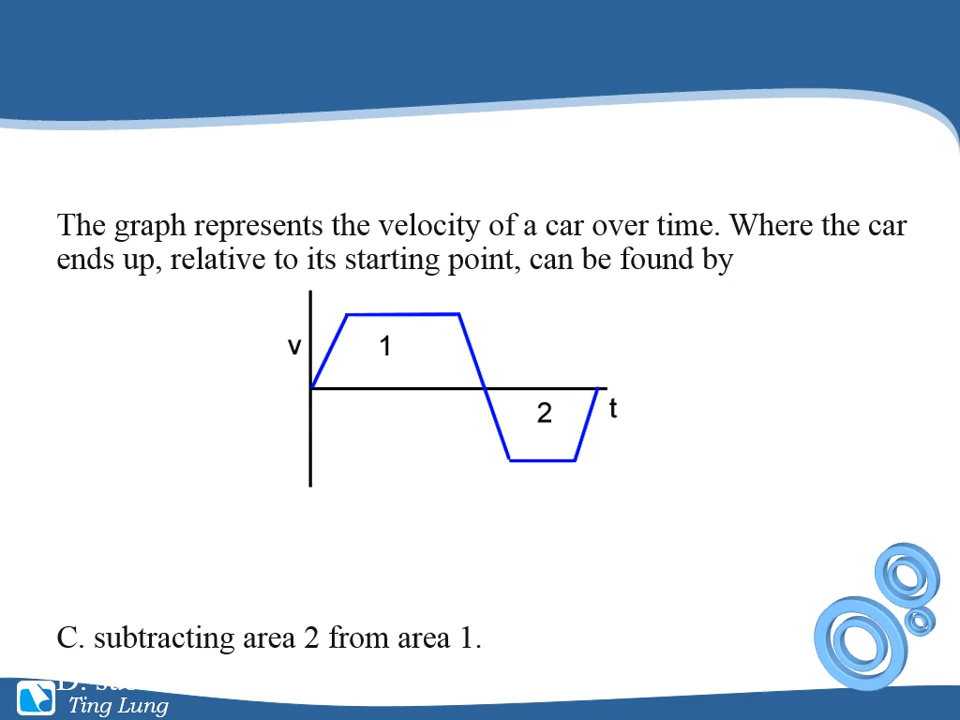 The graph represents the velocity of a car over time. Where the car
ends up, relative to its starting point, can be found by
v
1
2
t
C. subtracting area 2 from area 1.
D.
Ting Lung